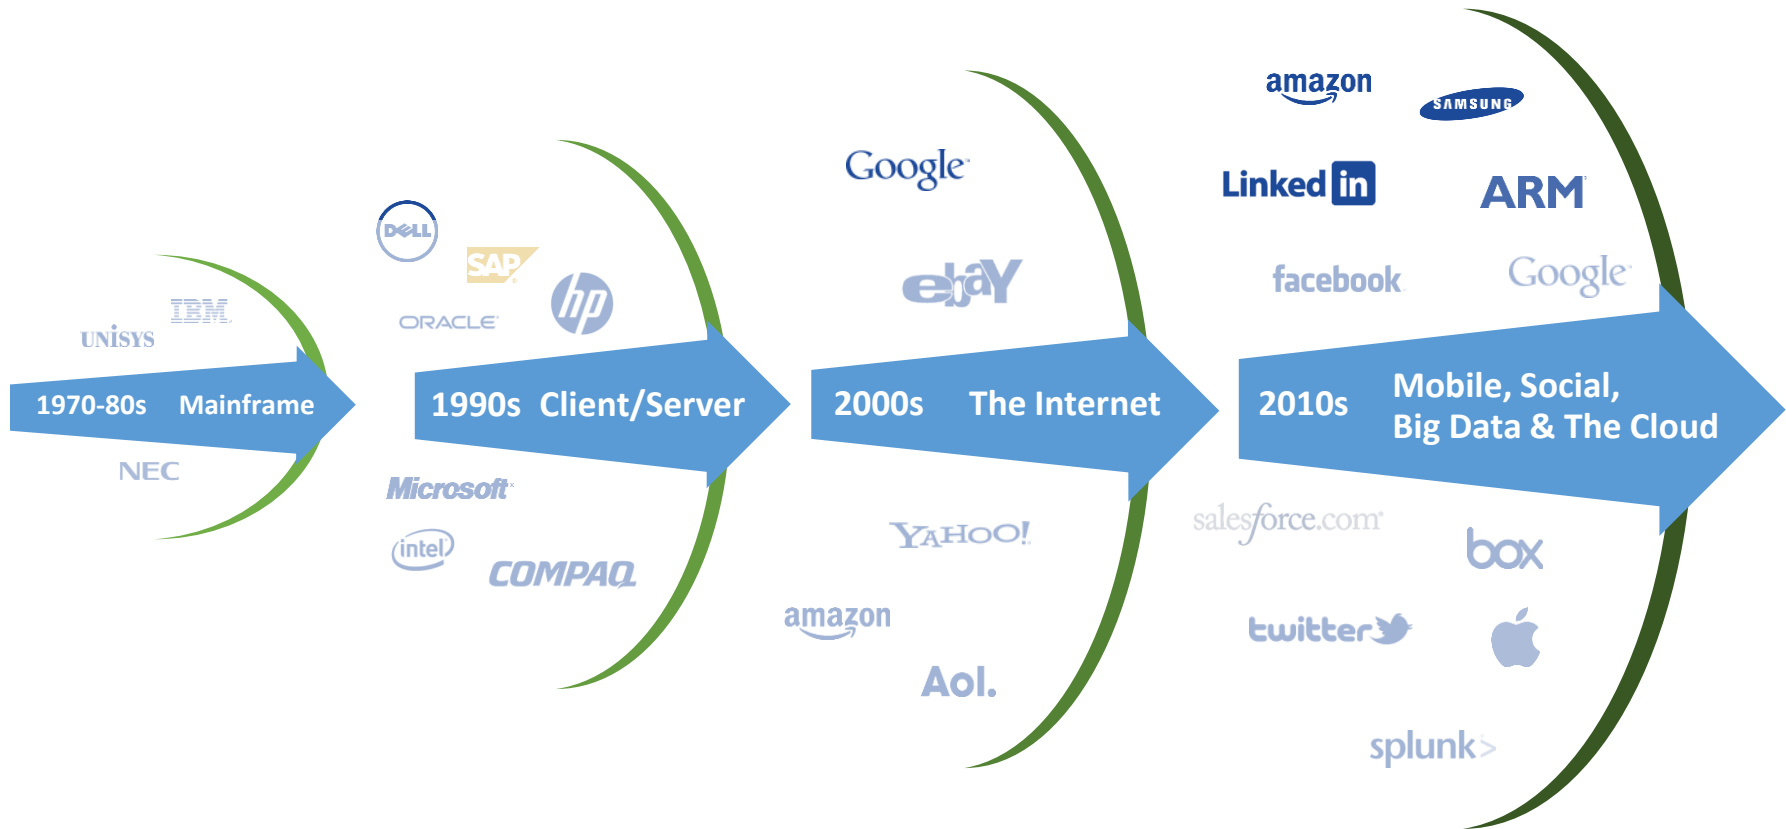 UNISYS
IBM
1970-80s Mainframe
NEC
DELL
SAP
hp
ORACLE
1990s Client/Server
Microsoft
intel
COMPAQ
Google
ebaY
2000s The Internet
YAHOO!
amazon
Aol.
amazon
SAMSUNG
Linked in
ARM
facebook
Google
2010s
Mobile, Social,
Big Data & The Cloud
salesforce.com
box
twitter
splunk>